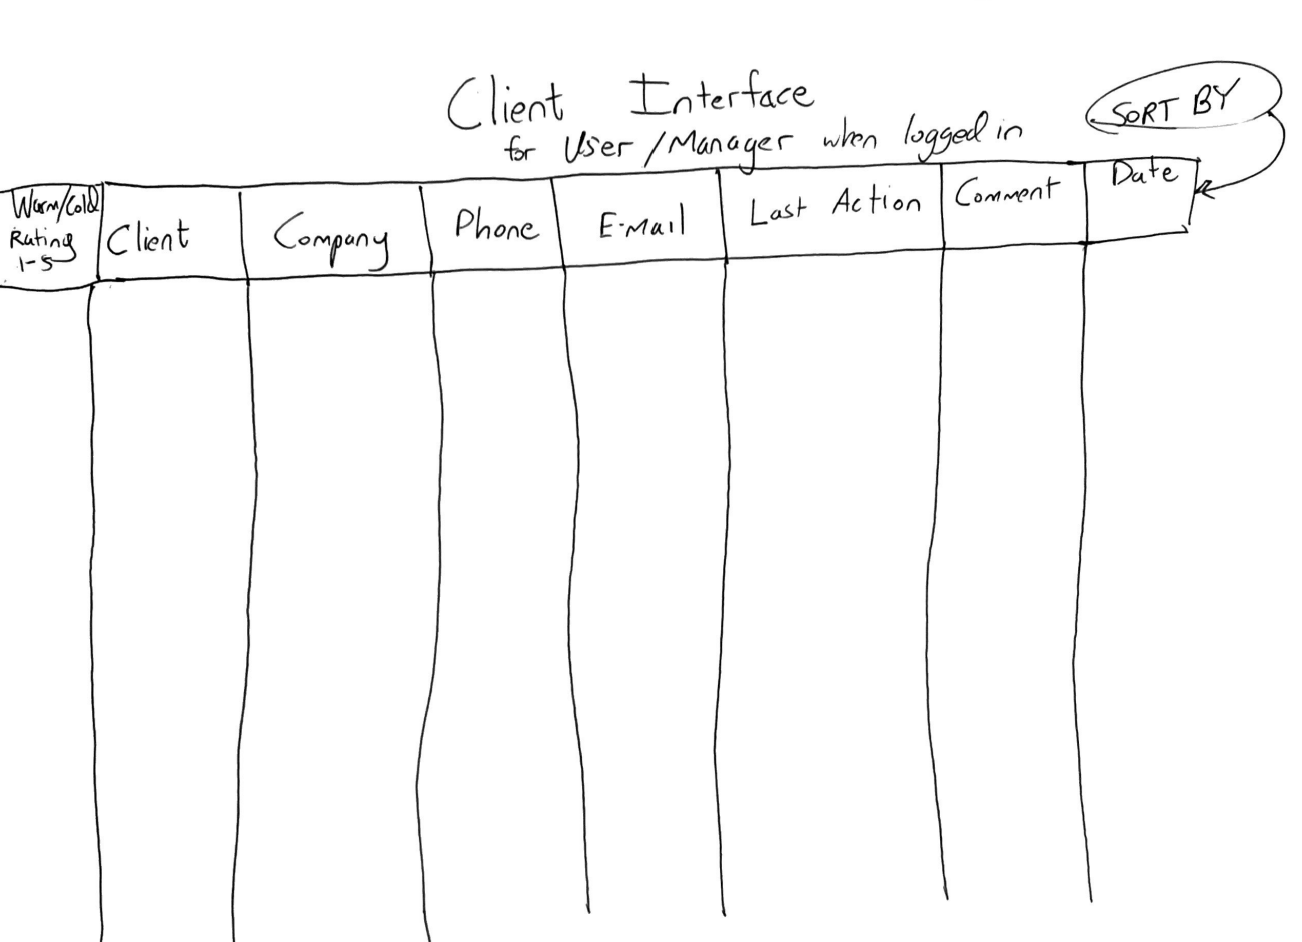 Client Interface
for User/Manager when logged in
SORT BY
Warm/Cold
Rating
1-5
Client
Company
Phone
E-Mail
Last Action
Comment
Date